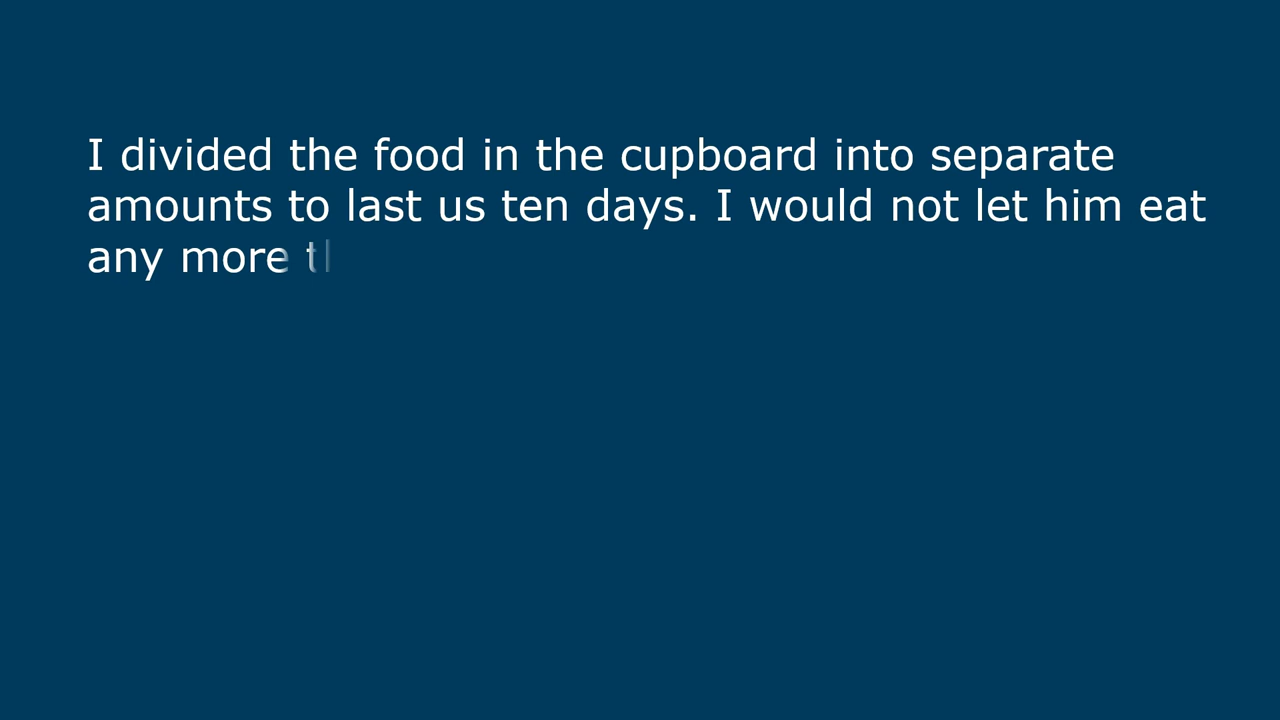 I divided the food in the cupboard into separate
amounts to last us ten days. I would not let him eat
any more